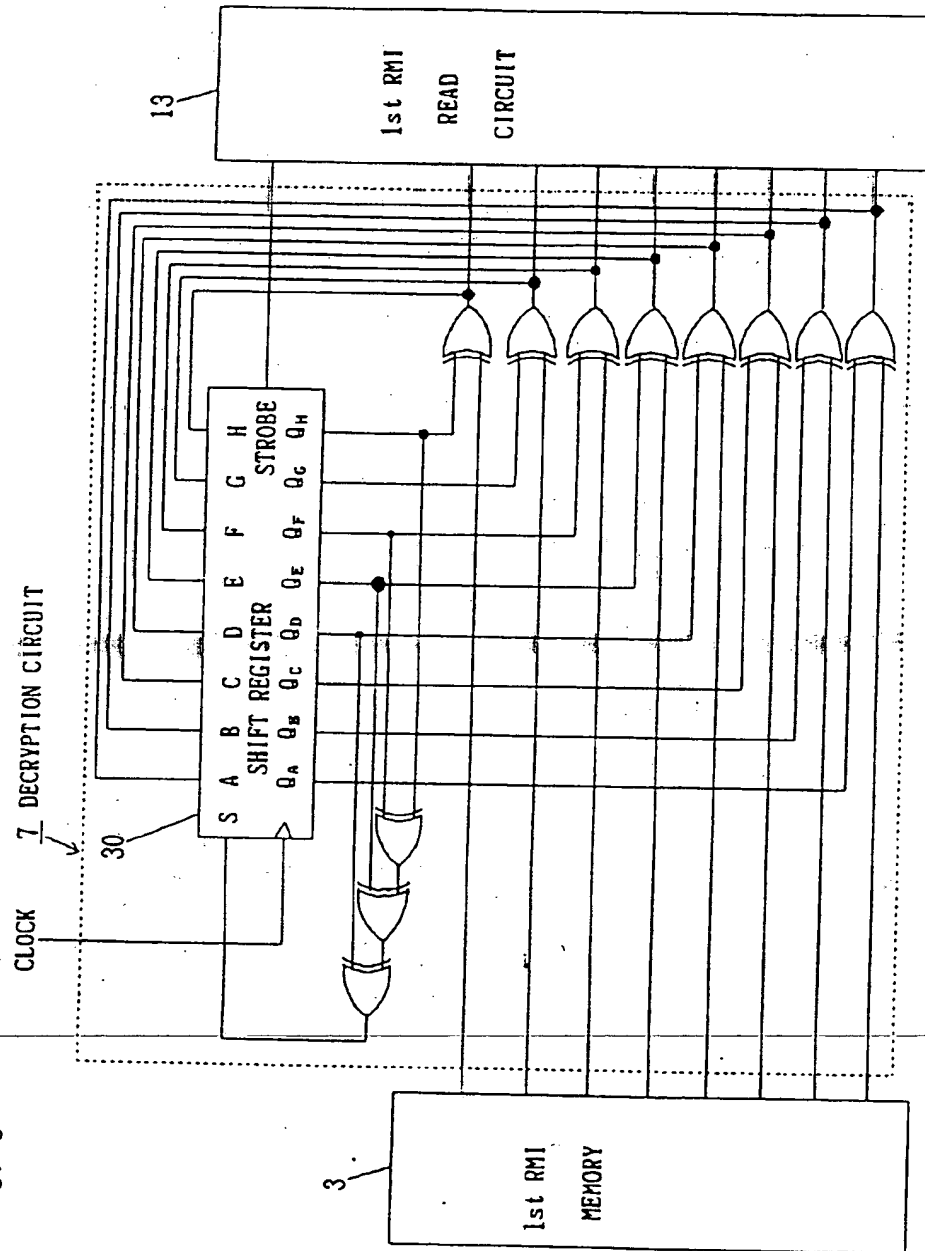 7 DECRYPTION CIRCUIT
CLOCK
30
S A B C D E F G H
SHIFT REGISTER STROBE
QA QB QC QD QE QF QG QH
13
1st RMI
READ
CIRCUIT
3
1st RMI
MEMORY